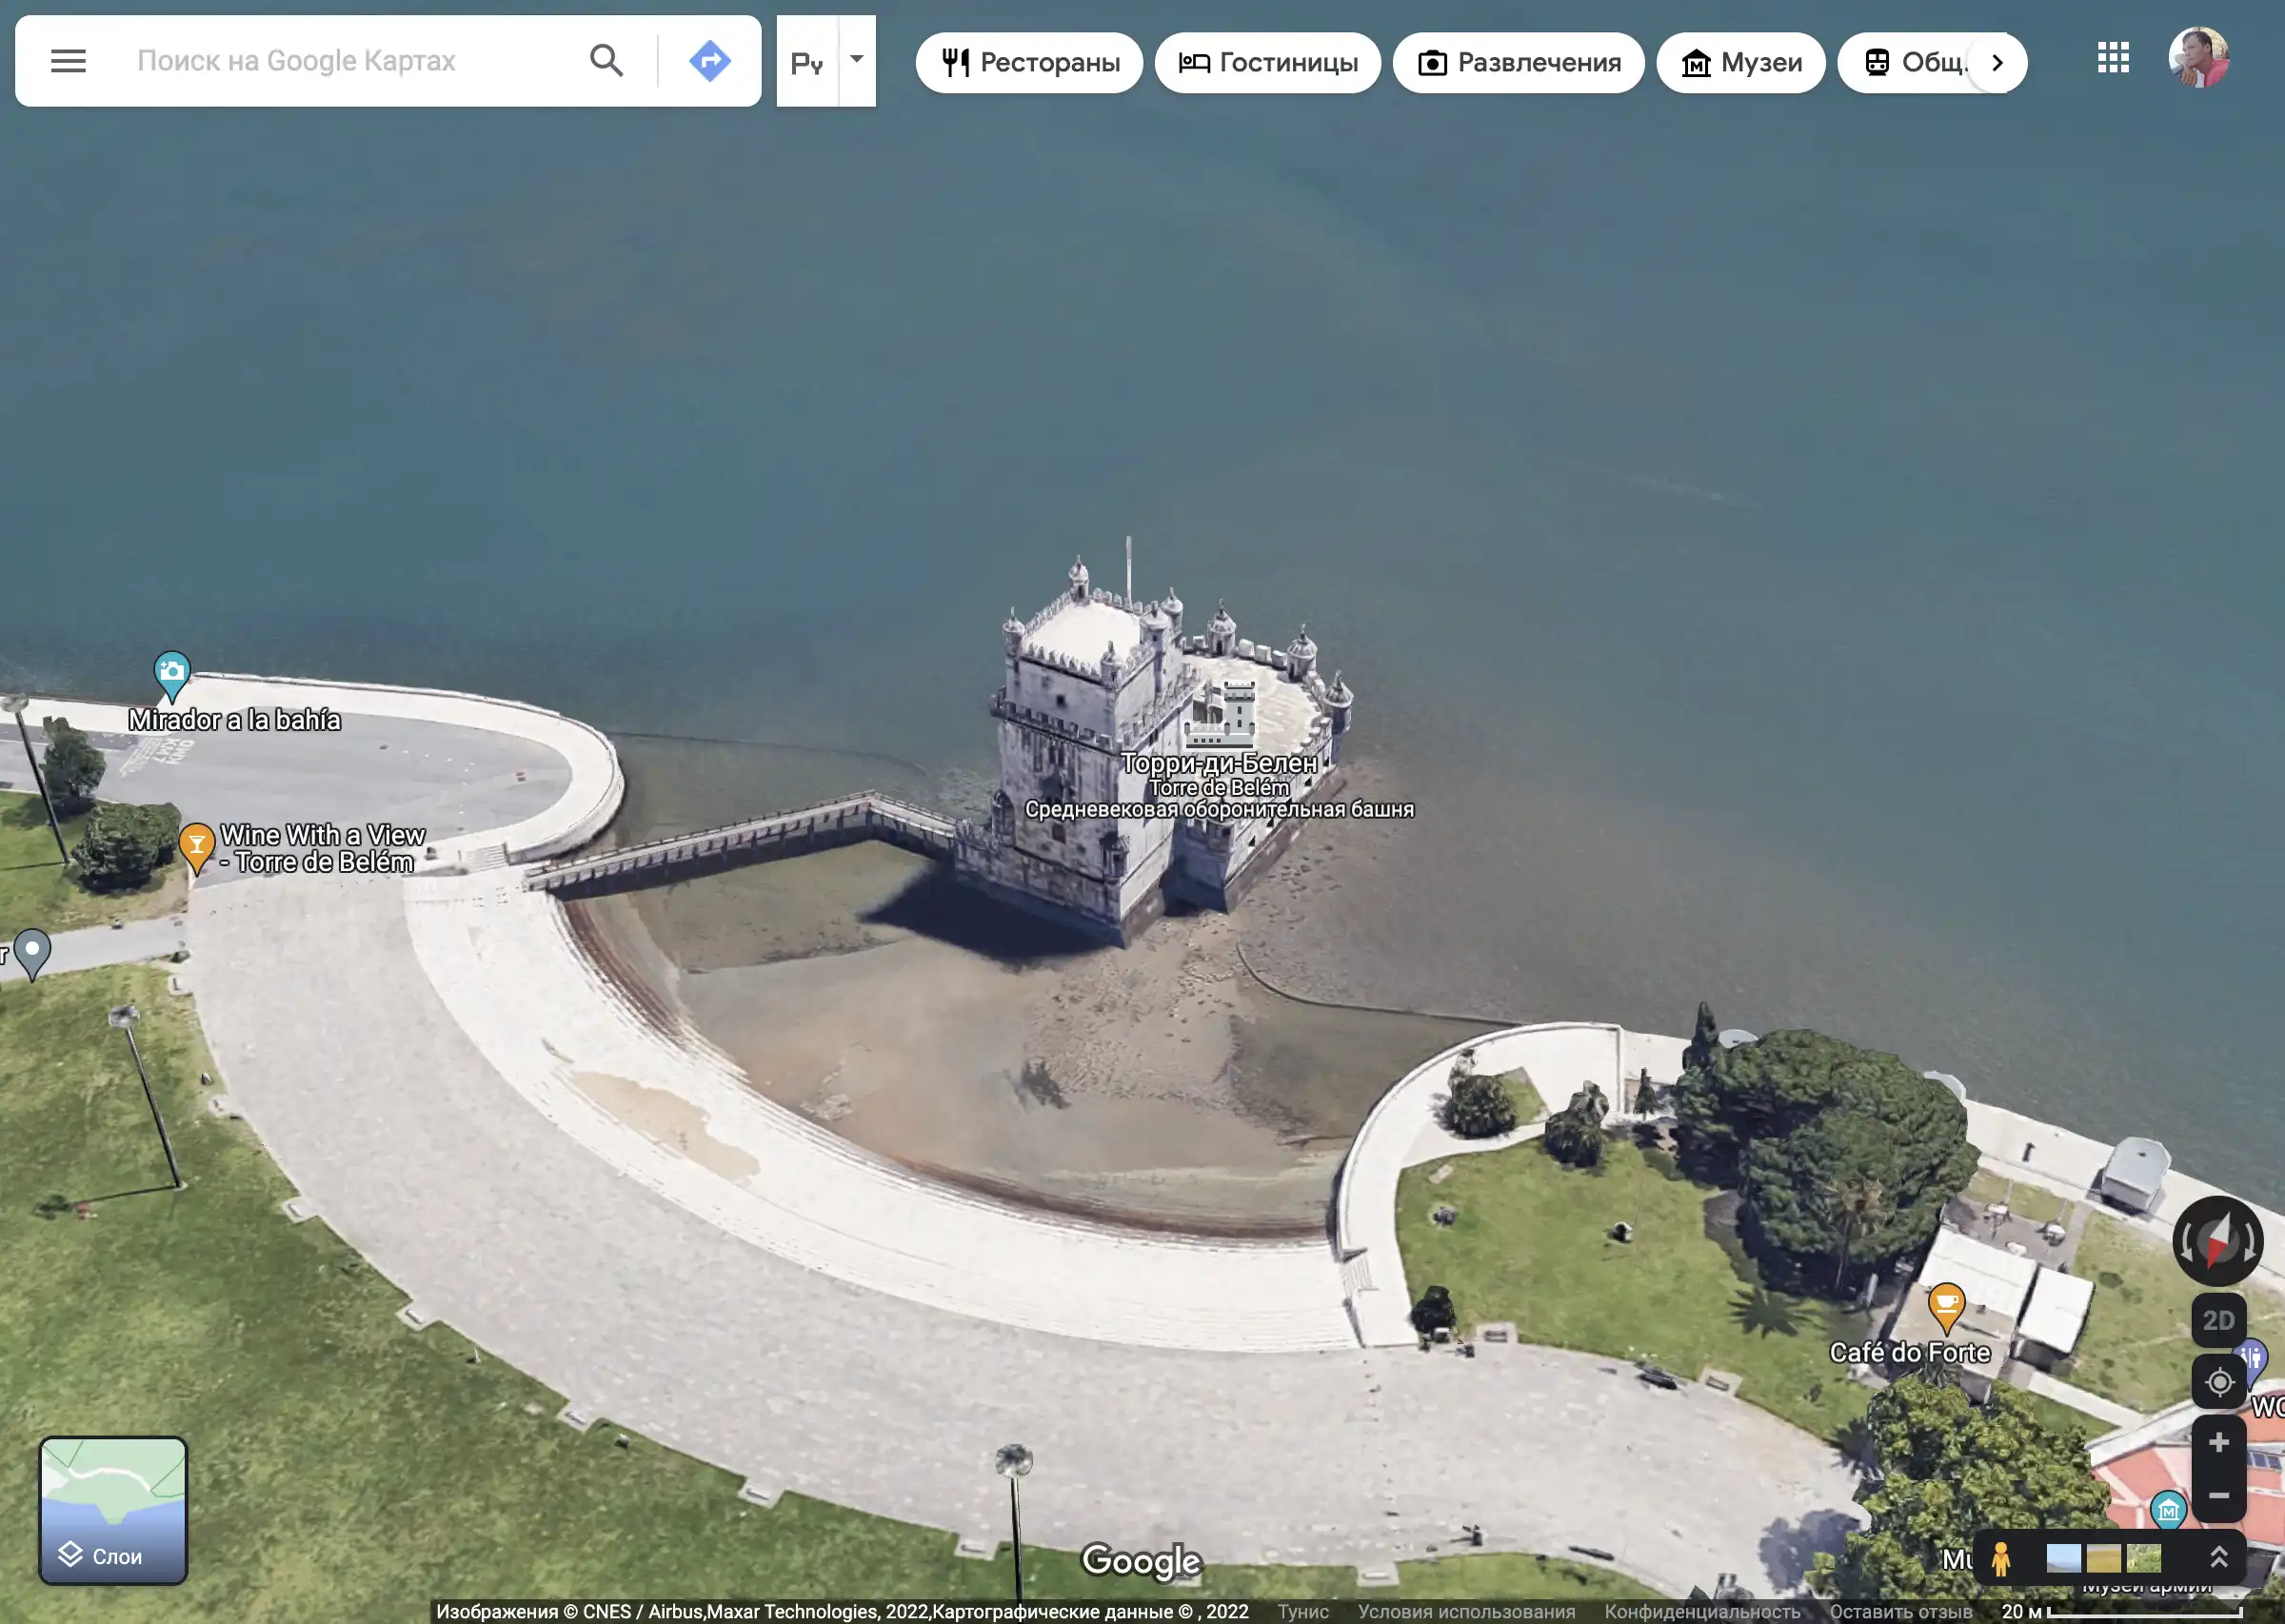 Поиск на Google Картах
Ру
Рестораны
Гостиницы
Развлечения
Музеи
Общ.
Mirador a la bahía
Wine With a View
- Torre de Belém
Торри-ди-Белен
Torre de Belém
Средневековая оборонительная башня
r
Café do Forte
2D
WC
Слои
Google
Mu
Музей армии
Изображения © CNES / Airbus,Maxar Technologies, 2022,Картографические данные © , 2022
Тунис
Условия использования
Конфиденциальность
Оставить отзыв
20 м